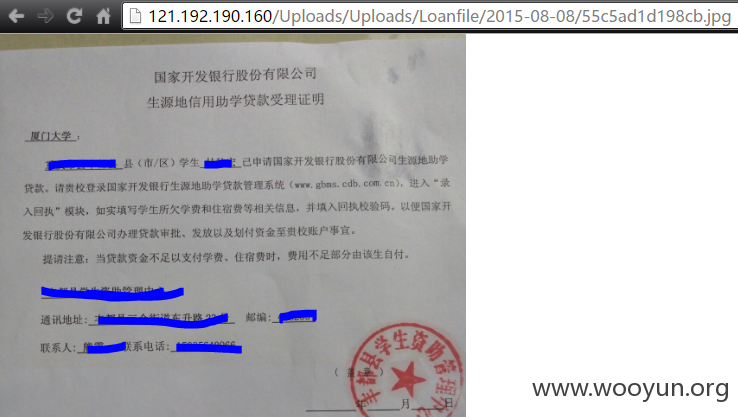 121.192.190.160/Uploads/Uploads/Loanfile/2015-08-08/55c5ad1d198cb.jpg
国家开发银行股份有限公司
生源地信用助学贷款受理证明
厦门大学：
县（市/区）学生 已申请国家开发银行股份有限公司生源地助学
贷款。请贵校登录国家开发银行生源地助学贷款管理系统（www.gbms.cdb.com.cn），进入“录
入回执”模块，如实填写学生所欠学费和住宿费等相关信息，并填入回执校验码，以便国家开
发银行股份有限公司办理贷款审批、发放以及划付资金至贵校账户事宜。
提请注意：当贷款资金不足以支付学费、住宿费时，费用不足部分由该生自付。
通讯地址： 邮编：
联系人： 联系电话：
（盖章）
年 月 日
县学生资助管理
www.wooyun.org